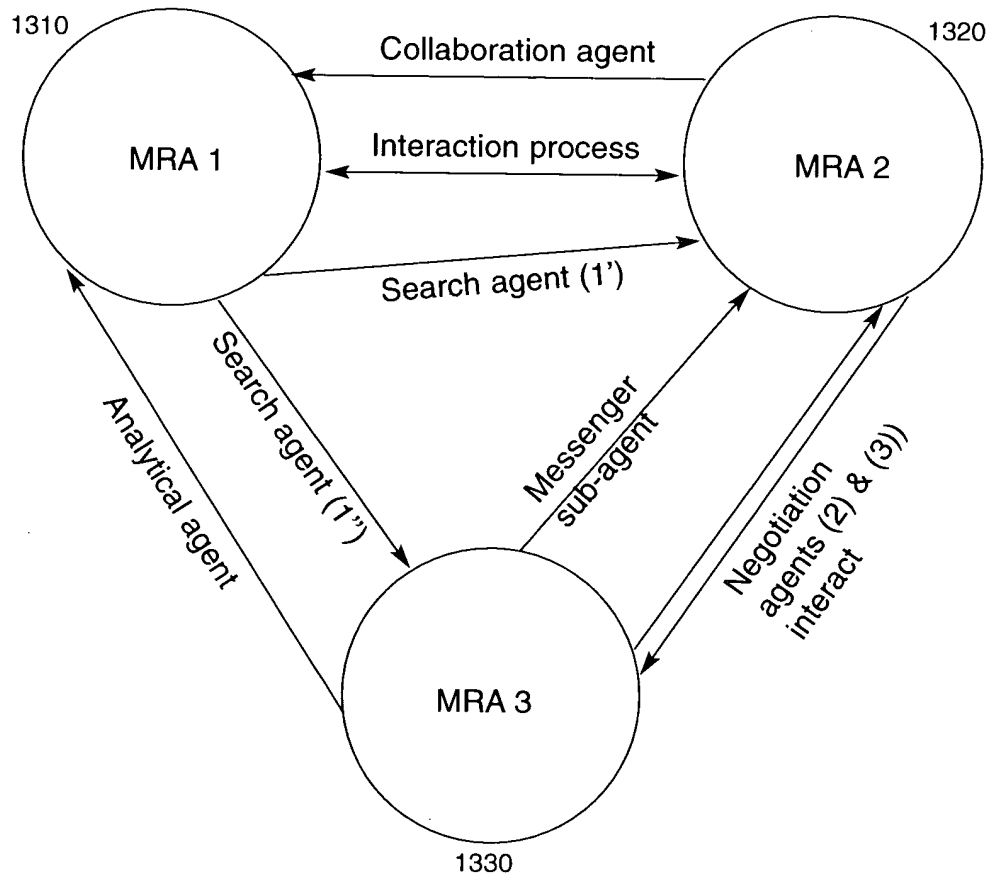 1310
1320
Collaboration agent
MRA 1
Interaction process
MRA 2
Search agent (1')
Search agent (1")
Analytical agent
Messenger
sub-agent
Negotiation
agents (2) & (3))
interact
MRA 3
1330